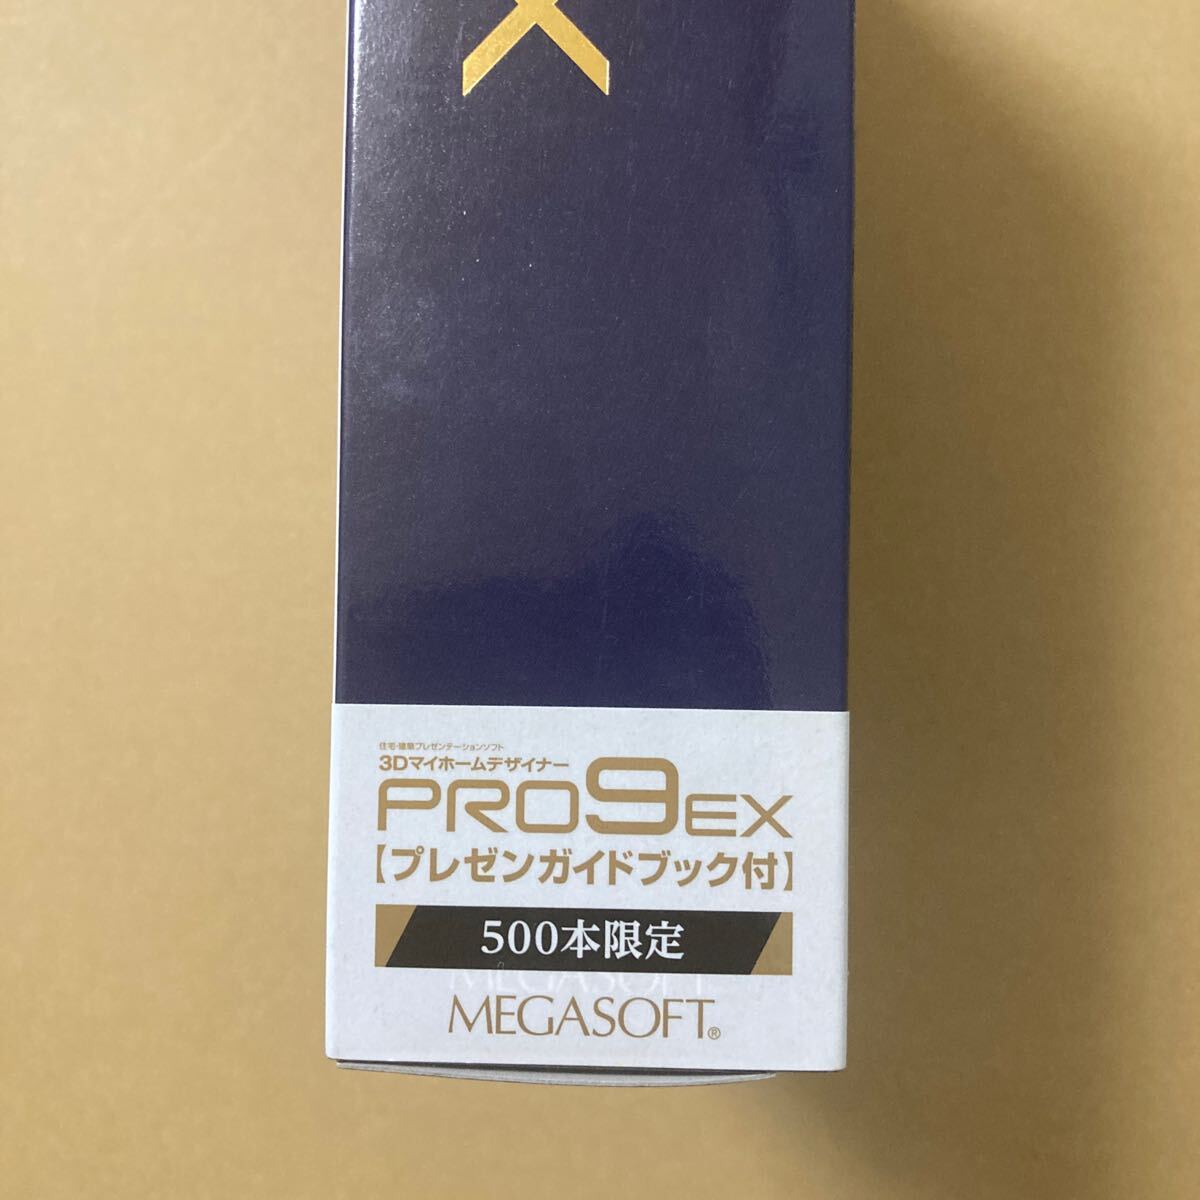 X
住宅・建築プレゼンテーションソフト
3Dマイホームデザイナー
PRO9EX
【プレゼンガイドブック付】
500本限定
MEGASOFT
MEGASOFT®